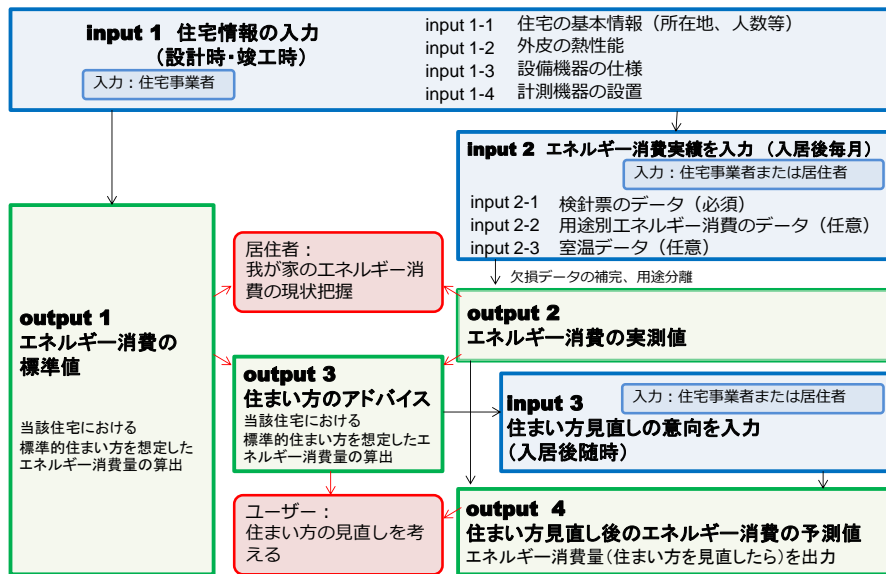 input 1 住宅情報の入力
(設計時・竣工時)
入力：住宅事業者
input 1-1 住宅の基本情報（所在地、人数等）
input 1-2 外皮の熱性能
input 1-3 設備機器の仕様
input 1-4 計測機器の設置
input 2 エネルギー消費実績を入力 （入居後毎月）
入力：住宅事業者または居住者
input 2-1 検針票のデータ（必須）
input 2-2 用途別エネルギー消費のデータ（任意）
input 2-3 室温データ（任意）
欠損データの補完、用途分離
居住者：
我が家のエネルギー消
費の現状把握
output 1
エネルギー消費の
標準値
当該住宅における
標準的住まい方を想定した
エネルギー消費量の算出
output 2
エネルギー消費の実測値
output 3
住まい方のアドバイス
当該住宅における
標準的住まい方を想定したエ
ネルギー消費量の算出
入力：住宅事業者または居住者
input 3
住まい方見直しの意向を入力
(入居後随時)
ユーザー：
住まい方の見直しを考
える
output 4
住まい方見直し後のエネルギー消費の予測値
エネルギー消費量(住まい方を見直したら)を出力